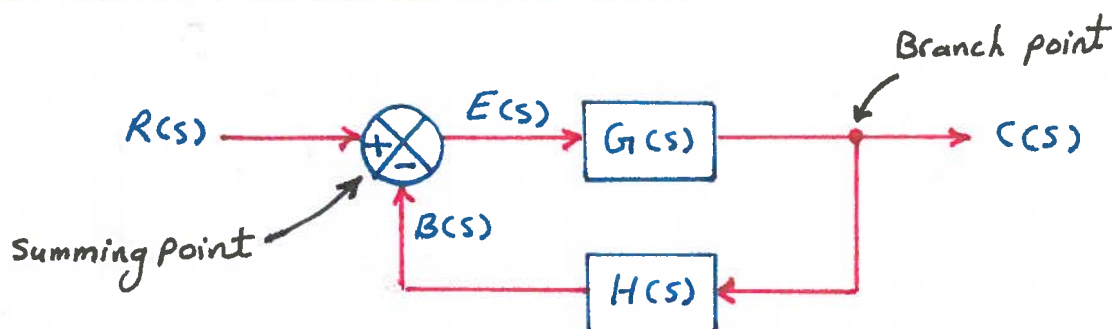 Branch point
R(s)
+
-
E(s)
G(s)
C(s)
B(s)
Summing point
H(s)